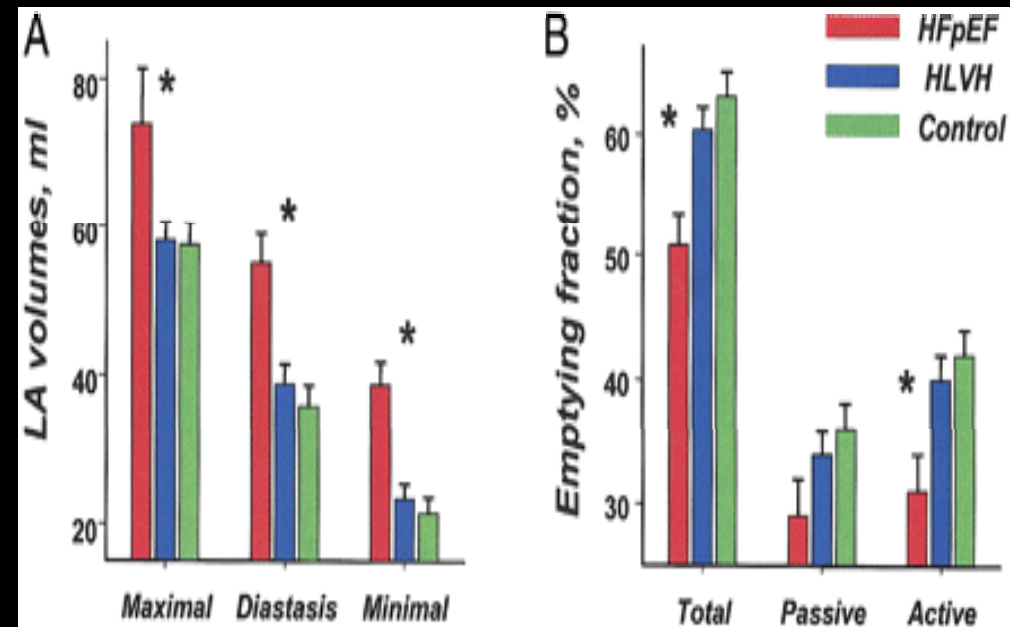 A
LA volumes, ml
80
*
60
*
40
*
20
Maximal Diastasis Minimal
B
Emptying fraction, %
HFpEF
HLVH
Control
60
*
50
40
*
30
Total Passive Active